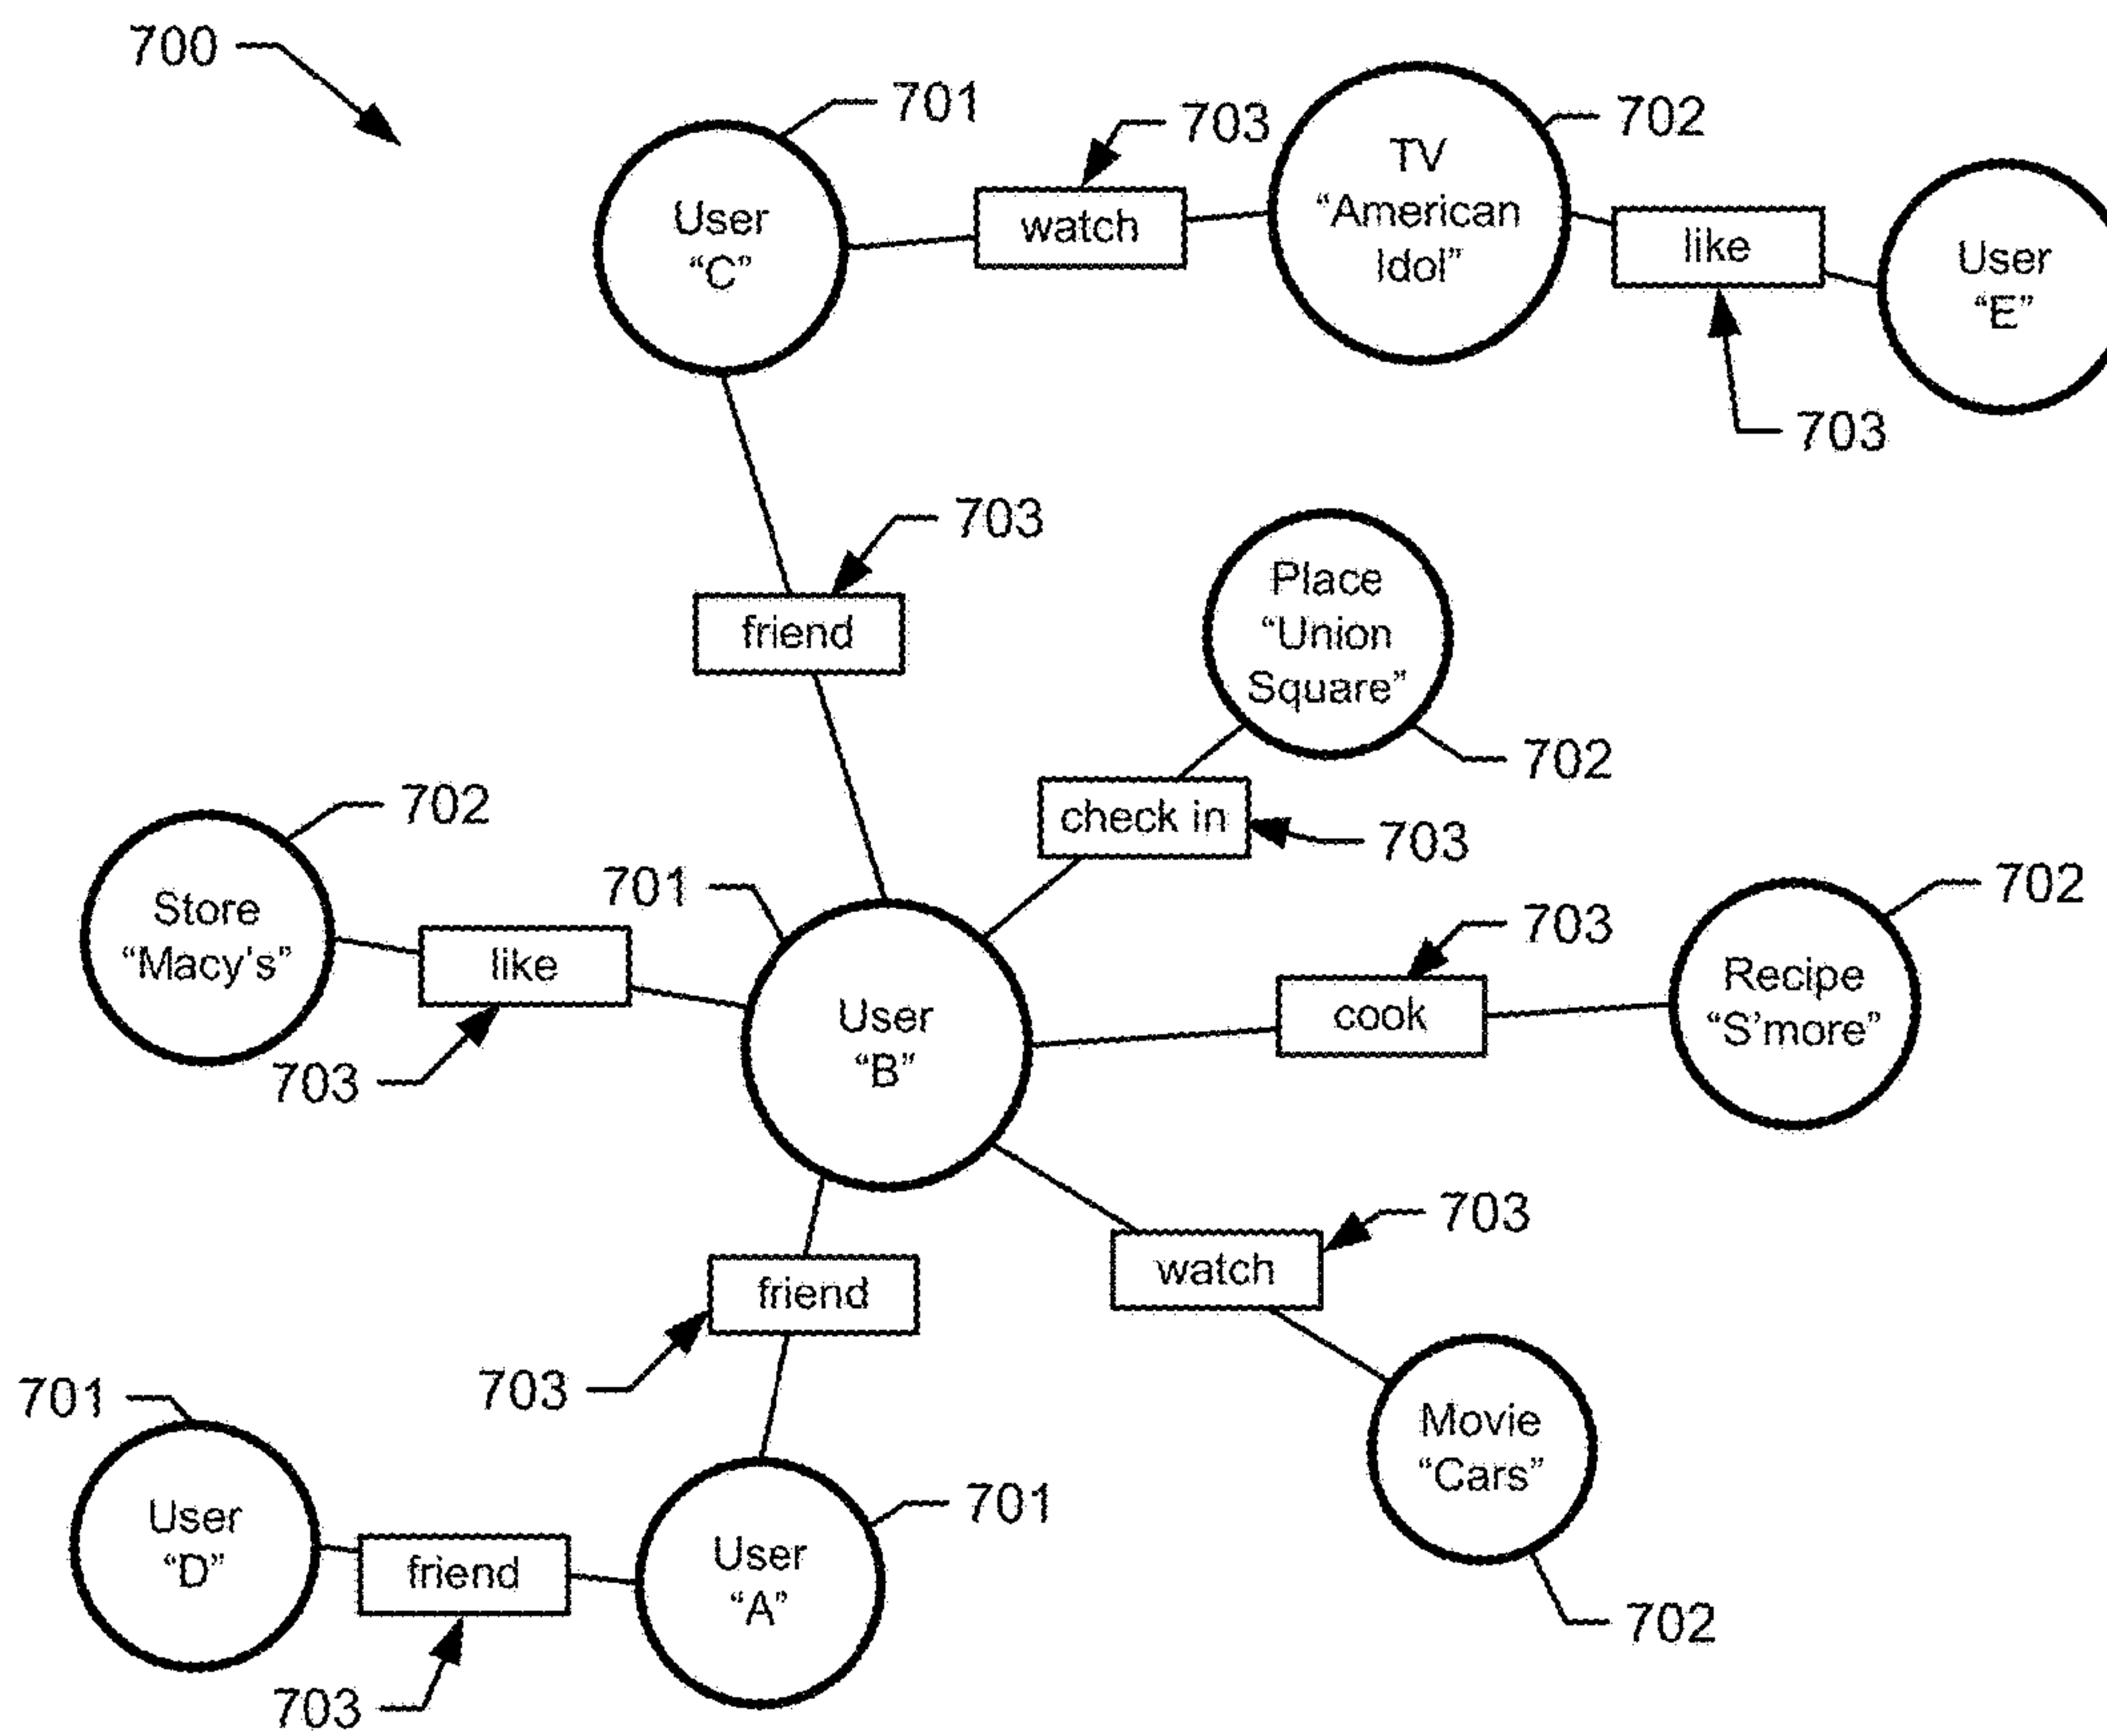 700
701
703
702
User
“C”
watch
TV
“American
Idol”
like
User
“E”
703
703
friend
Place
“Union
Square”
702
check in
703
702
Store
“Macy's”
like
703
701
User
“B”
703
cook
702
Recipe
“S'more”
703
watch
friend
703
Movie
“Cars”
702
701
User
“D”
friend
703
User
“A”
701